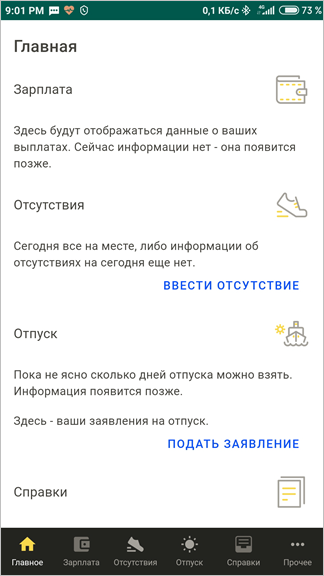 9:01 PM 0,1 КБ/с 4G 73 %
Главная
Зарплата
Здесь будут отображаться данные о ваших
выплатах. Сейчас информации нет - она появится
позже.
Отсутствия
Сегодня все на месте, либо информации об
отсутствиях на сегодня еще нет.
ВВЕСТИ ОТСУТСТВИЕ
Отпуск
Пока не ясно сколько дней отпуска можно взять.
Информация появится позже.
Здесь - ваши заявления на отпуск.
ПОДАТЬ ЗАЯВЛЕНИЕ
Справки
Главное Зарплата Отсутствия Отпуск Справки Прочее